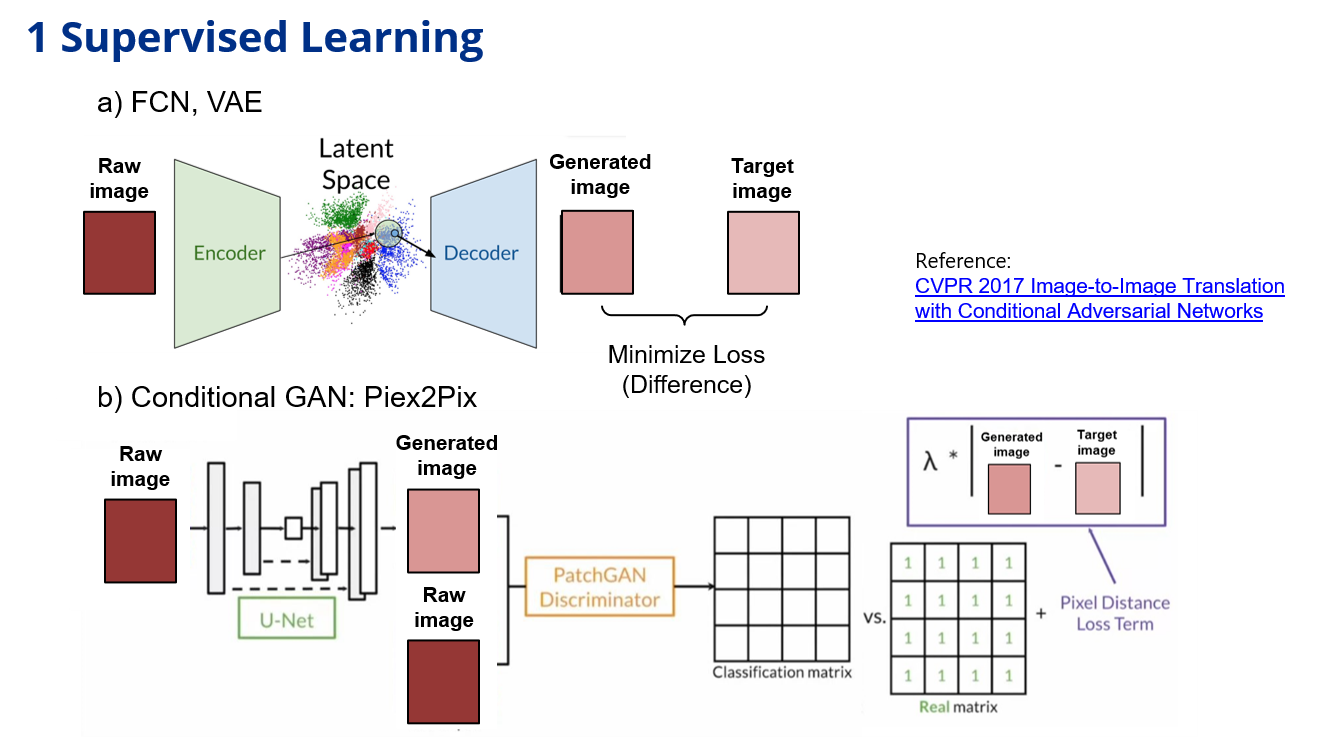 1 Supervised Learning
a) FCN, VAE
Raw
image
Encoder
Latent
Space
Decoder
Generated
image
Target
image
Minimize Loss
(Difference)
Reference:
CVPR 2017 Image-to-Image Translation
with Conditional Adversarial Networks
b) Conditional GAN: Piex2Pix
Raw
image
U-Net
Generated
image
Raw
image
PatchGAN
Discriminator
Classification matrix
vs.
1 1 1 1
1 1 1 1
1 1 1 1
1 1 1 1
Real matrix
+
λ * | Generated image - Target image |
Pixel Distance
Loss Term